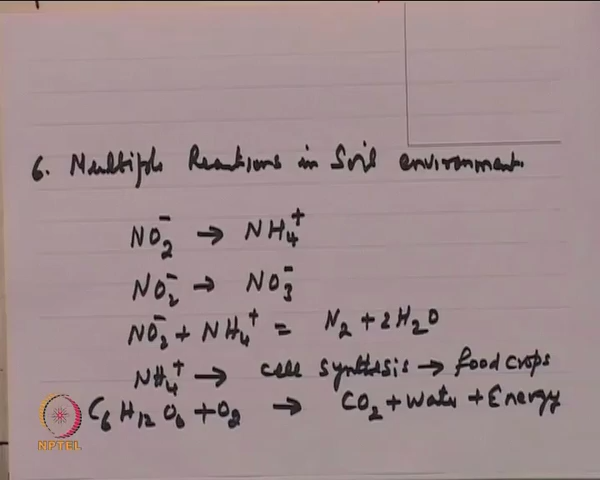 6. Multiple Reactions in Soil environment.
NO₂⁻ → NH₄⁺
NO₂⁻ → NO₃⁻
NO₂⁻ + NH₄⁺ = N₂ + 2H₂O
NH₄⁺ → cell synthesis → food crops
C₆H₁₂O₆ + O₂ → CO₂ + Water + Energy
NPTEL